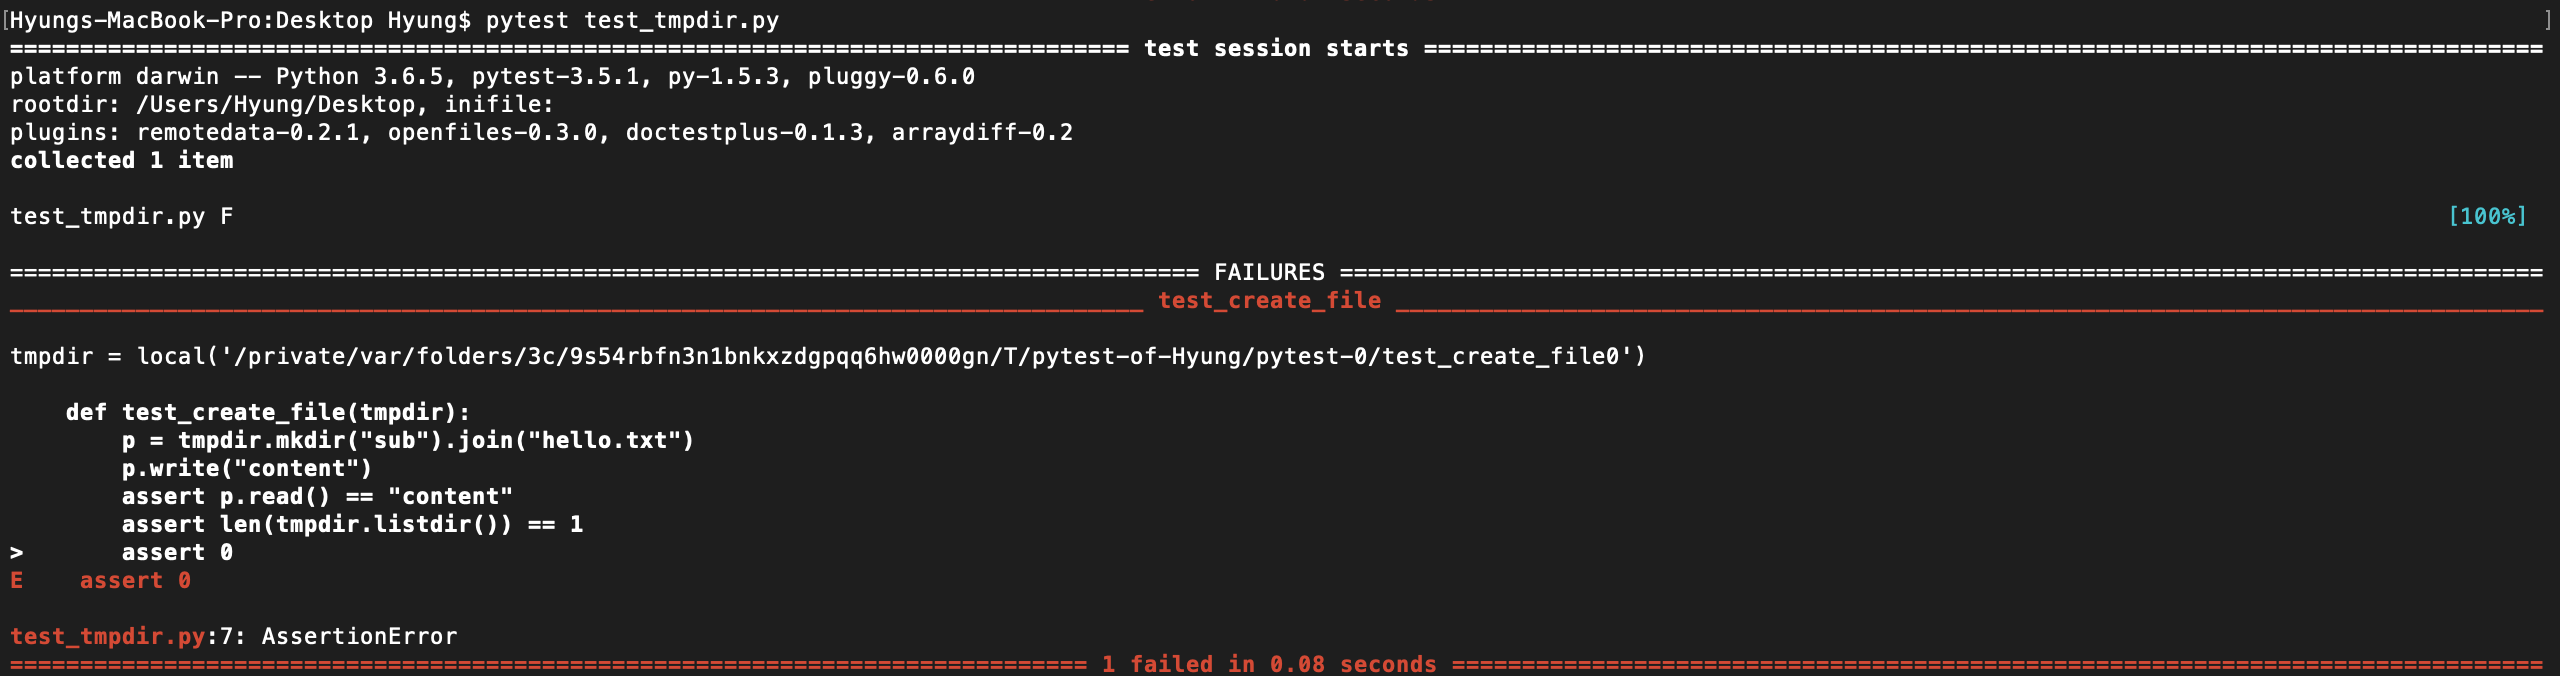 [Hyungs-MacBook-Pro:Desktop Hyung$ pytest test_tmpdir.py ]
================================================================================ test session starts ================================================================================
platform darwin -- Python 3.6.5, pytest-3.5.1, py-1.5.3, pluggy-0.6.0
rootdir: /Users/Hyung/Desktop, inifile:
plugins: remotedata-0.2.1, openfiles-0.3.0, doctestplus-0.1.3, arraydiff-0.2
collected 1 item

test_tmpdir.py F [100%]

===================================================================================== FAILURES ======================================================================================
_________________________________________________________________________________ test_create_file __________________________________________________________________________________

tmpdir = local('/private/var/folders/3c/9s54rbfn3n1bnkxzdgpqq6hw0000gn/T/pytest-of-Hyung/pytest-0/test_create_file0')

    def test_create_file(tmpdir):
        p = tmpdir.mkdir("sub").join("hello.txt")
        p.write("content")
        assert p.read() == "content"
        assert len(tmpdir.listdir()) == 1
>       assert 0
E    assert 0

test_tmpdir.py:7: AssertionError
============================================================================= 1 failed in 0.08 seconds ==============================================================================